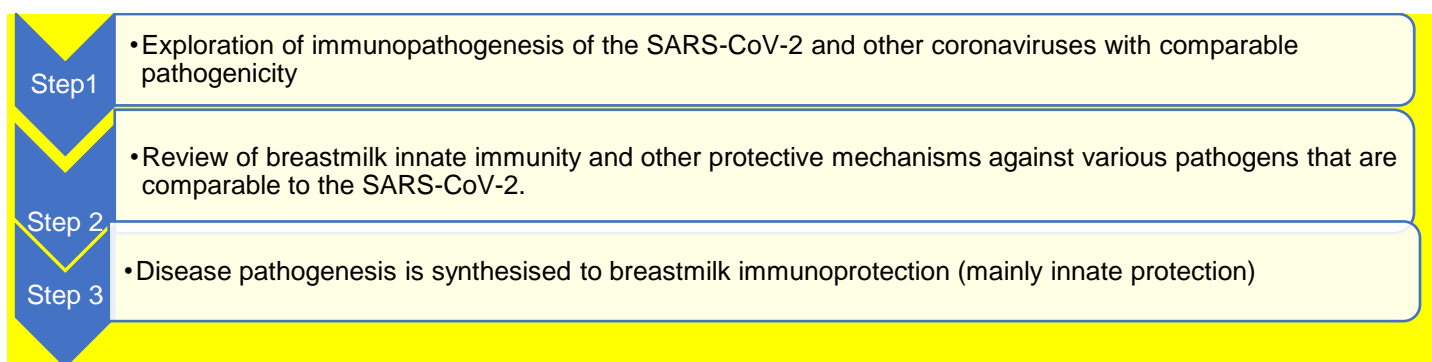 Step1
•Exploration of immunopathogenesis of the SARS-CoV-2 and other coronaviruses with comparable
pathogenicity
Step 2
•Review of breastmilk innate immunity and other protective mechanisms against various pathogens that are
comparable to the SARS-CoV-2.
Step 3
•Disease pathogenesis is synthesised to breastmilk immunoprotection (mainly innate protection)